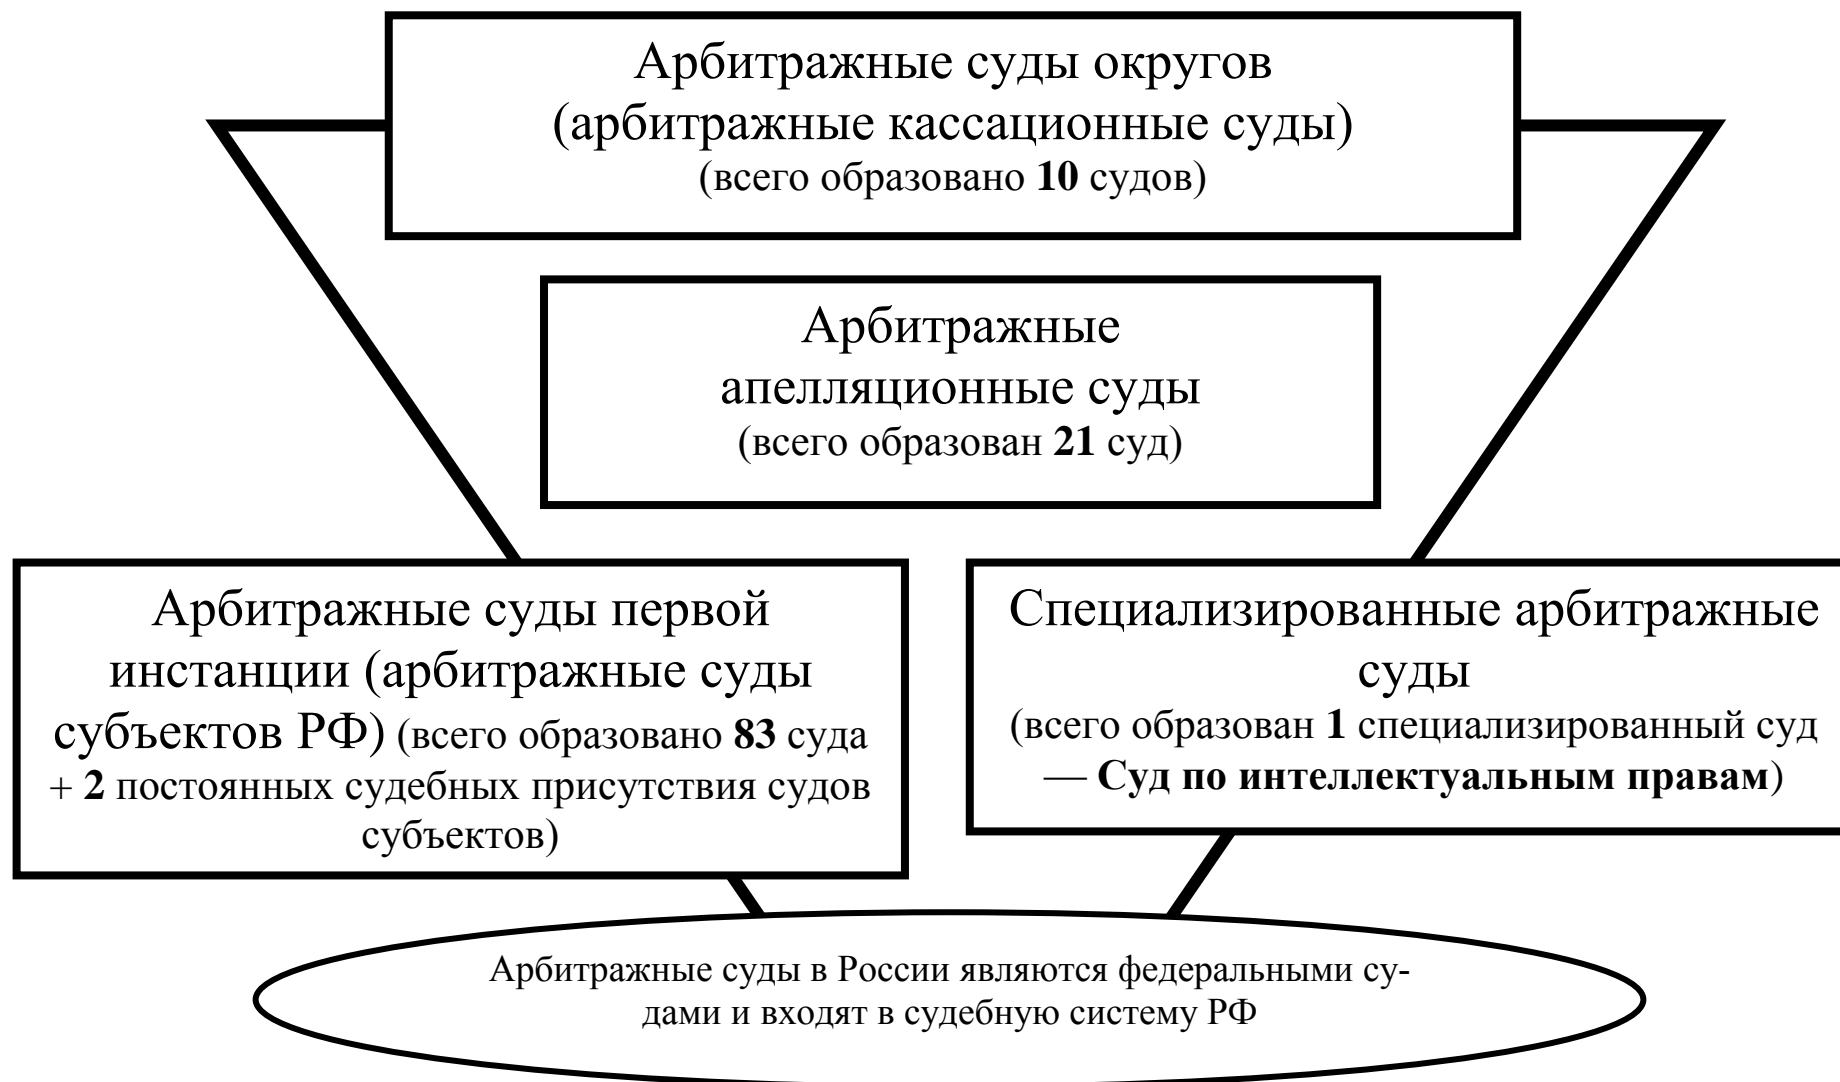 Арбитражные суды округов
(арбитражные кассационные суды)
(всего образовано 10 судов)
Арбитражные
апелляционные суды
(всего образован 21 суд)
Арбитражные суды первой
инстанции (арбитражные суды
субъектов РФ) (всего образовано 83 суда
+ 2 постоянных судебных присутствия судов
субъектов)
Специализированные арбитражные
суды
(всего образован 1 специализированный суд
— Суд по интеллектуальным правам)
Арбитражные суды в России являются федеральными су-
дами и входят в судебную систему РФ